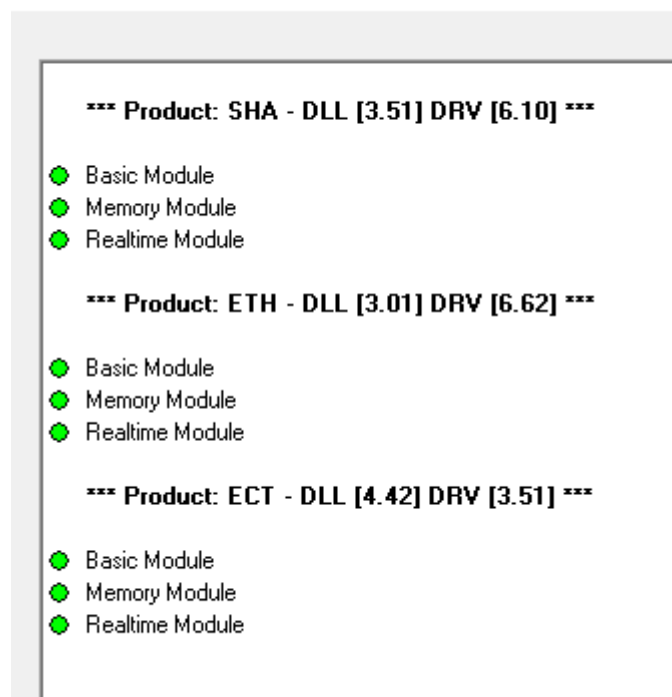 *** Product: SHA - DLL [3.51] DRV [6.10] ***
Basic Module
Memory Module
Realtime Module
*** Product: ETH - DLL [3.01] DRV [6.62] ***
Basic Module
Memory Module
Realtime Module
*** Product: ECT - DLL [4.42] DRV [3.51] ***
Basic Module
Memory Module
Realtime Module